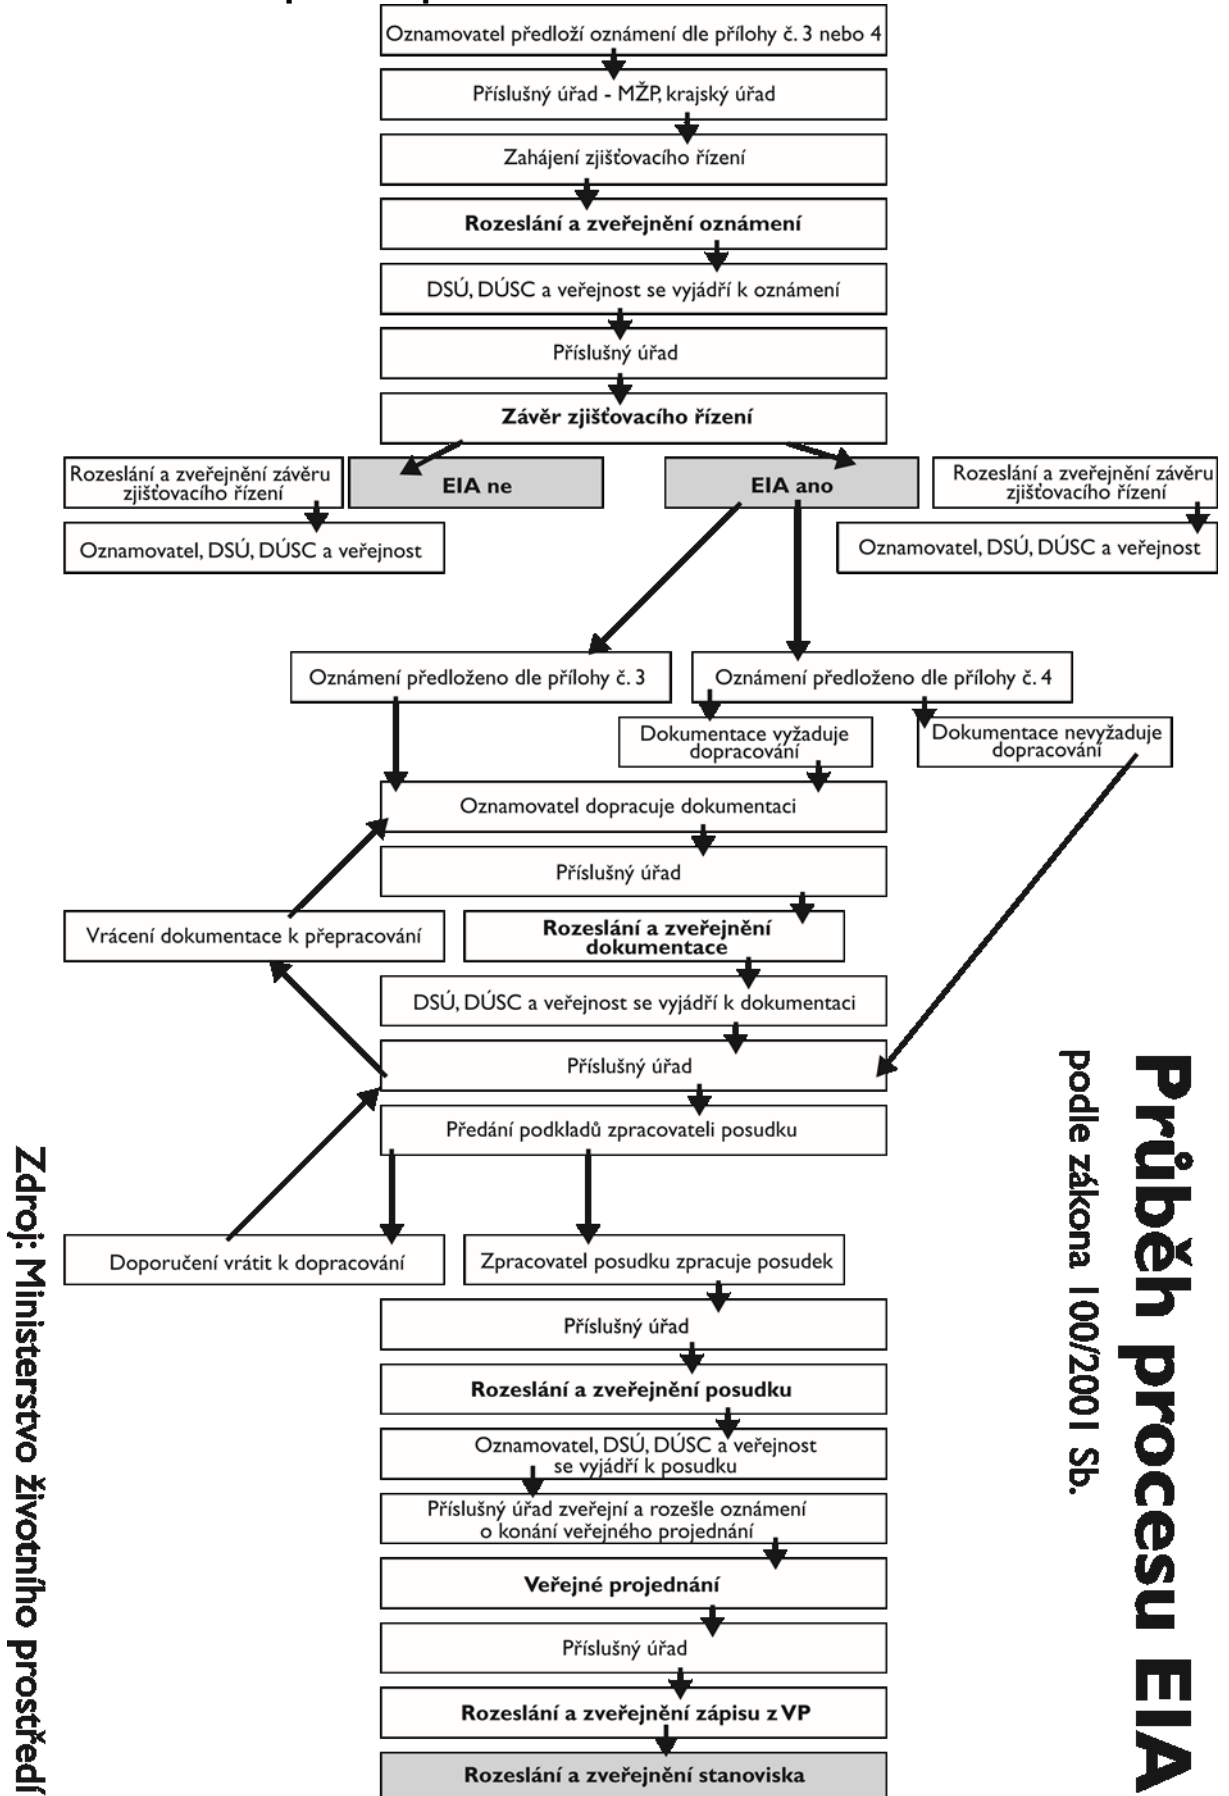 Oznamovatel předloží oznámení dle přílohy č. 3 nebo 4
Příslušný úřad - MŽP, krajský úřad
Zahájení zjišťovacího řízení
Rozeslání a zveřejnění oznámení
DSÚ, DÚSC a veřejnost se vyjádří k oznámení
Příslušný úřad
Závěr zjišťovacího řízení
Rozeslání a zveřejnění závěru
zjišťovacího řízení
EIA ne
EIA ano
Rozeslání a zveřejnění závěru
zjišťovacího řízení
Oznamovatel, DSÚ, DÚSC a veřejnost
Oznamovatel, DSÚ, DÚSC a veřejnost
Oznámení předloženo dle přílohy č. 3
Oznámení předloženo dle přílohy č. 4
Dokumentace vyžaduje
dopracování
Dokumentace nevyžaduje
dopracování
Oznamovatel dopracuje dokumentaci
Příslušný úřad
Vrácení dokumentace k přepracování
Rozeslání a zveřejnění
dokumentace
DSÚ, DÚSC a veřejnost se vyjádří k dokumentaci
Příslušný úřad
Předání podkladů zpracovateli posudku
Doporučení vrátit k dopracování
Zpracovatel posudku zpracuje posudek
Příslušný úřad
Rozeslání a zveřejnění posudku
Oznamovatel, DSÚ, DÚSC a veřejnost
se vyjádří k posudku
Příslušný úřad zveřejní a rozešle oznámení
o konání veřejného projednání
Veřejné projednání
Příslušný úřad
Rozeslání a zveřejnění zápisu z VP
Rozeslání a zveřejnění stanoviska
Průběh procesu EIA
podle zákona 100/2001 Sb.
Zdroj: Ministerstvo životního prostředí